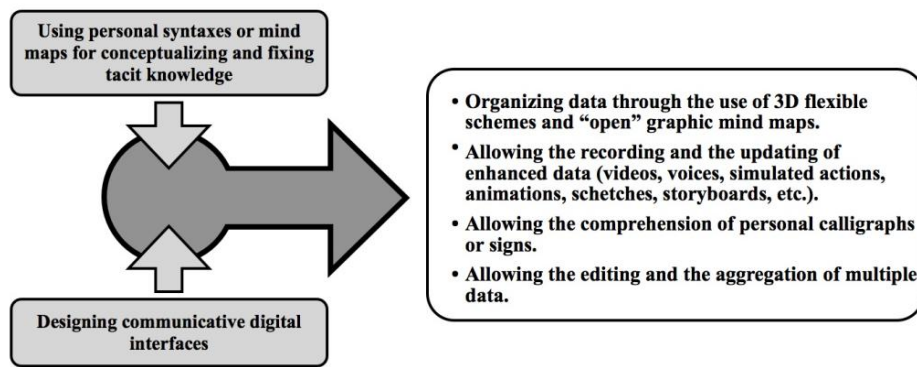 Using personal syntaxes or mind
maps for conceptualizing and fixing
tacit knowledge
Designing communicative digital
interfaces
• Organizing data through the use of 3D flexible
schemes and “open” graphic mind maps.
• Allowing the recording and the updating of
enhanced data (videos, voices, simulated actions,
animations, schetches, storyboards, etc.).
• Allowing the comprehension of personal calligraphs
or signs.
• Allowing the editing and the aggregation of multiple
data.